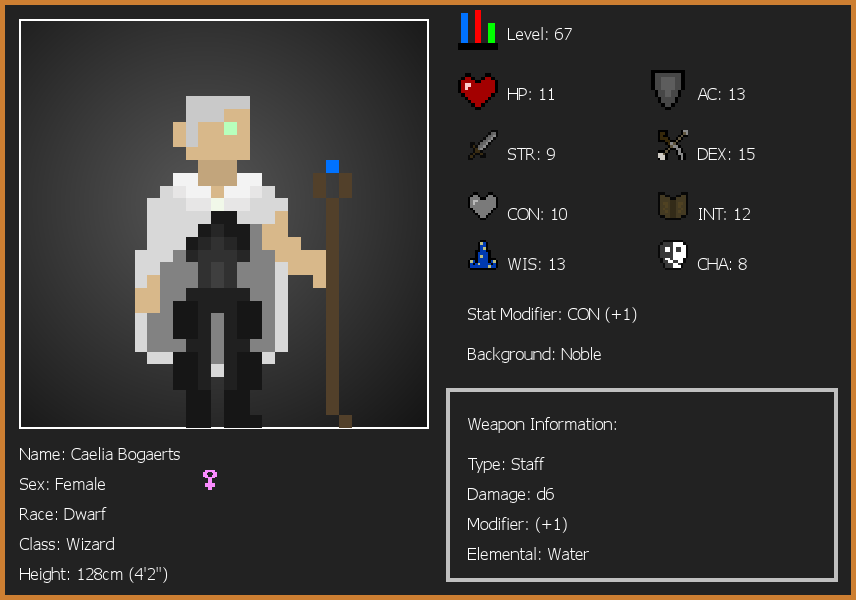 Level: 67
HP: 11
AC: 13
STR: 9
DEX: 15
CON: 10
INT: 12
WIS: 13
CHA: 8
Stat Modifier: CON (+1)
Background: Noble
Weapon Information:
Type: Staff
Damage: d6
Modifier: (+1)
Elemental: Water
Name: Caelia Bogaerts
Sex: Female
Race: Dwarf
Class: Wizard
Height: 128cm (4'2")